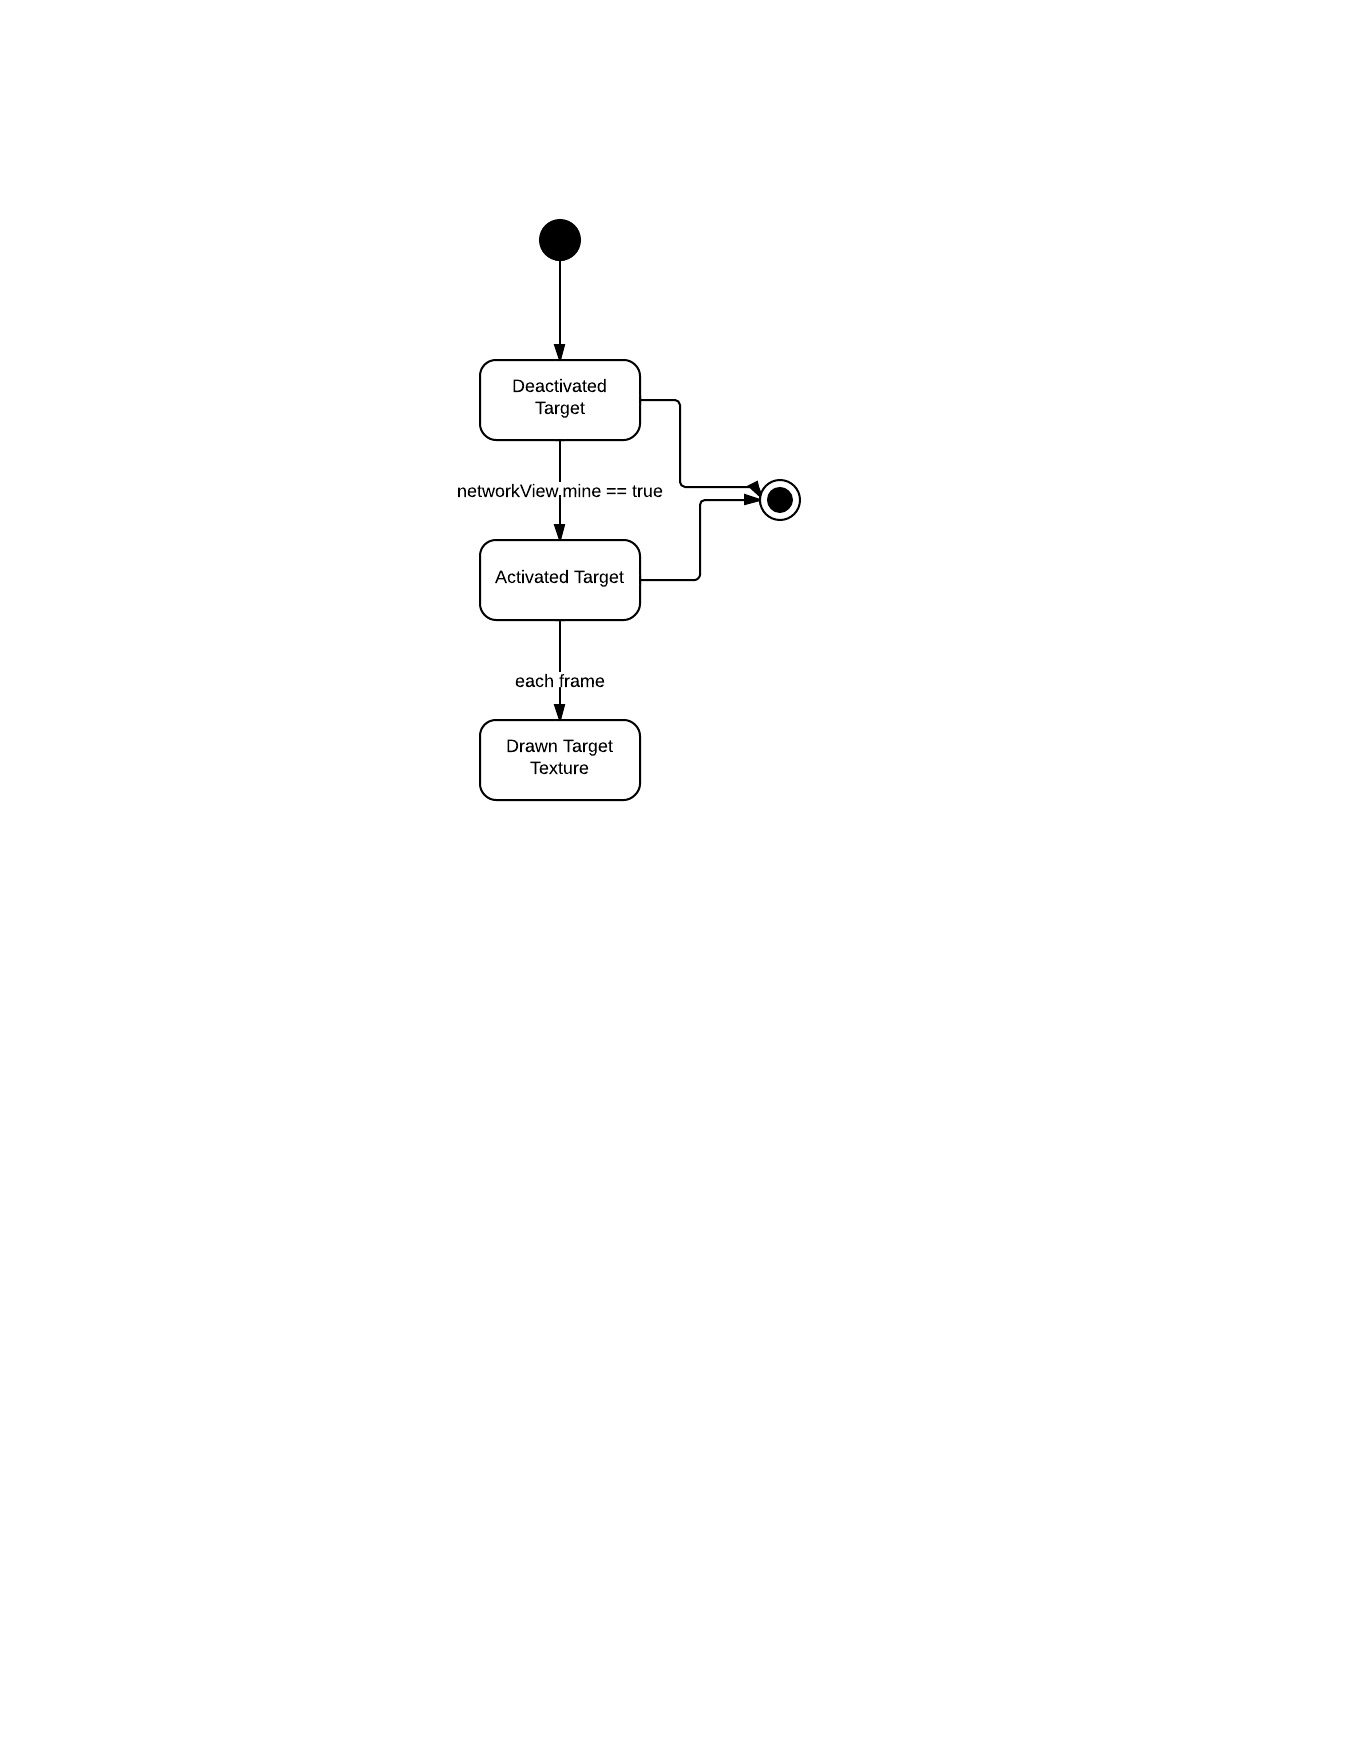 Deactivated
Target
networkView.mine == true
Activated Target
each frame
Drawn Target
Texture